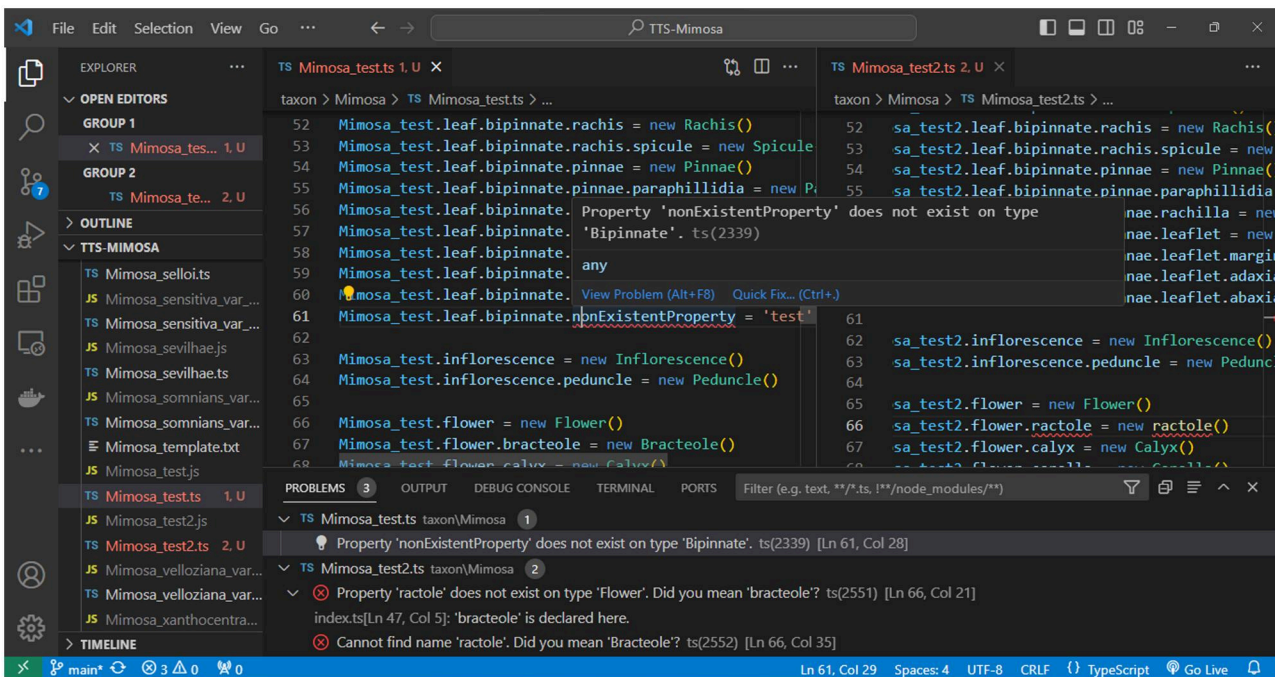 File Edit Selection View Go ··· TTS-Mimosa
EXPLORER ···
OPEN EDITORS
GROUP 1
TS Mimosa_tes... 1, U
GROUP 2
TS Mimosa_te... 2, U
OUTLINE
TTS-MIMOSA
TS Mimosa_selloi.ts
JS Mimosa_sensitiva_var_...
TS Mimosa_sensitiva_var_...
JS Mimosa_sevilhae.js
TS Mimosa_sevilhae.ts
JS Mimosa_somnians_var...
TS Mimosa_somnians_var...
Mimosa_template.txt
JS Mimosa_test.js
TS Mimosa_test.ts 1, U
JS Mimosa_test2.js
TS Mimosa_test2.ts 2, U
JS Mimosa_velloziana_var...
TS Mimosa_velloziana_var...
JS Mimosa_xanthocentra...
TIMELINE
7
TS Mimosa_test.ts 1, U
taxon > Mimosa > TS Mimosa_test.ts > ...
52 Mimosa_test.leaf.bipinnate.rachis = new Rachis()
53 Mimosa_test.leaf.bipinnate.rachis.spicule = new Spicule
54 Mimosa_test.leaf.bipinnate.pinnae = new Pinnae()
55 Mimosa_test.leaf.bipinnate.pinnae.paraphillidia = new Pa
56 Mimosa_test.leaf.bipinnate.
57 Mimosa_test.leaf.bipinnate.
58 Mimosa_test.leaf.bipinnate.
59 Mimosa_test.leaf.bipinnate.
60 Mimosa_test.leaf.bipinnate.
61 Mimosa_test.leaf.bipinnate.nonExistentProperty = 'test'
62
63 Mimosa_test.inflorescence = new Inflorescence()
64 Mimosa_test.inflorescence.peduncle = new Peduncle()
65
66 Mimosa_test.flower = new Flower()
67 Mimosa_test.flower.bracteole = new Bracteole()
68 Mimosa_test.flower.calyx = new Calyx()
Property 'nonExistentProperty' does not exist on type
'Bipinnate'. ts(2339)
any
View Problem (Alt+F8) Quick Fix... (Ctrl+.)
TS Mimosa_test2.ts 2, U
taxon > Mimosa > TS Mimosa_test2.ts > ...
52 sa_test2.leaf.bipinnate.rachis = new Rachis(
53 sa_test2.leaf.bipinnate.rachis.spicule = new
54 sa_test2.leaf.bipinnate.pinnae = new Pinnae(
55 sa_test2.leaf.bipinnate.pinnae.paraphillidia
nae.rachilla = new
nae.leaflet = new
nae.leaflet.margi
nae.leaflet.adaxi
nae.leaflet.abaxi
61
62 sa_test2.inflorescence = new Inflorescence()
63 sa_test2.inflorescence.peduncle = new Pedunc
64
65 sa_test2.flower = new Flower()
66 sa_test2.flower.ractole = new ractole()
67 sa_test2.flower.calyx = new Calyx()
PROBLEMS 3 OUTPUT DEBUG CONSOLE TERMINAL PORTS Filter (e.g. text, **/*.ts, !**/node_modules/**)
TS Mimosa_test.ts taxon\Mimosa 1
Property 'nonExistentProperty' does not exist on type 'Bipinnate'. ts(2339) [Ln 61, Col 28]
TS Mimosa_test2.ts taxon\Mimosa 2
Property 'ractole' does not exist on type 'Flower'. Did you mean 'bracteole'? ts(2551) [Ln 66, Col 21]
index.ts[Ln 47, Col 5]: 'bracteole' is declared here.
Cannot find name 'ractole'. Did you mean 'Bracteole'? ts(2552) [Ln 66, Col 35]
main* 3 0 0 Ln 61, Col 29 Spaces: 4 UTF-8 CRLF {} TypeScript Go Live